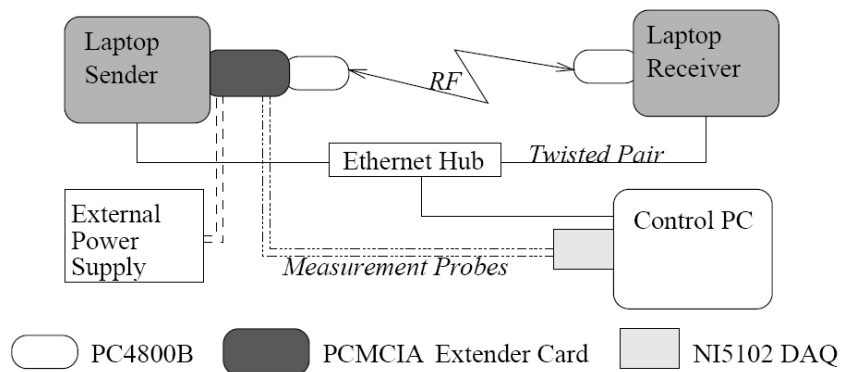 Laptop
Sender
RF
Laptop
Receiver
Ethernet Hub
Twisted Pair
External
Power
Supply
Measurement Probes
Control PC
PC4800B
PCMCIA Extender Card
NI5102 DAQ